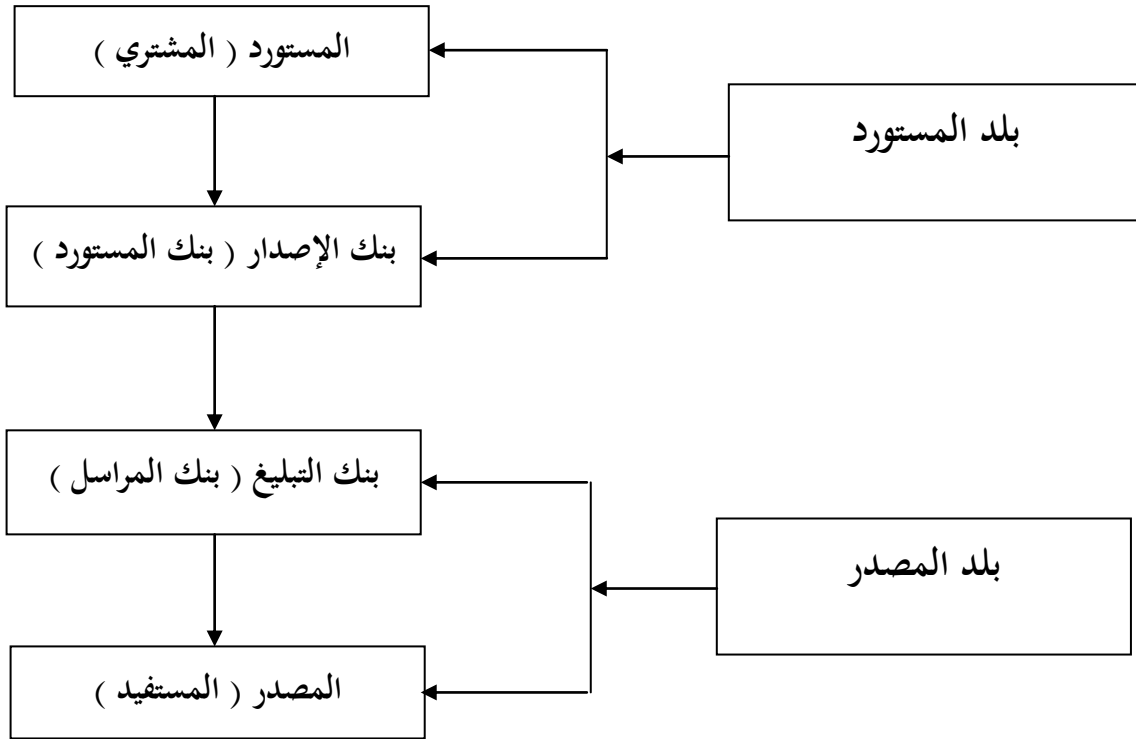 المستورد ( المشتري )
بلد المستورد
بنك الإصدار ( بنك المستورد )
بنك التبليغ ( بنك المراسل )
بلد المصدر
المصدر ( المستفيد )